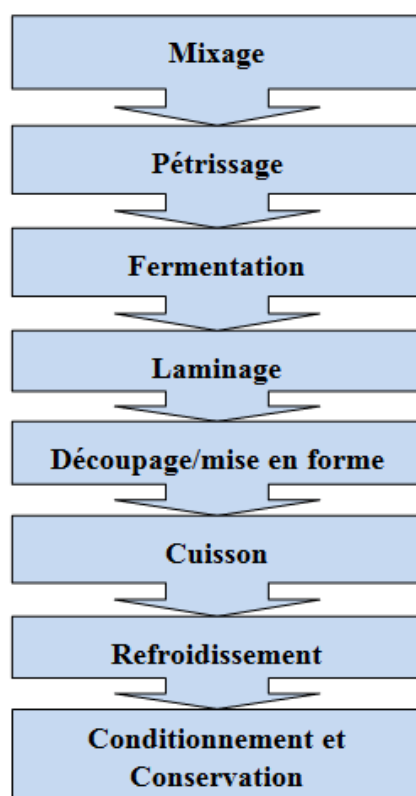 Mixage
Pétrissage
Fermentation
Laminage
Découpage/mise en forme
Cuisson
Refroidissement
Conditionnement et
Conservation